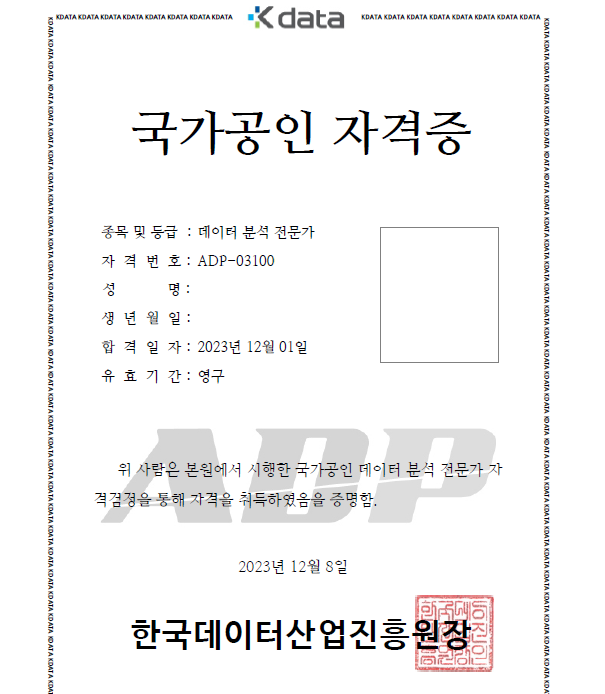 KDATA KDATA KDATA KDATA KDATA KDATA KDATA KDATA Kdata KDATA KDATA KDATA KDATA KDATA KDATA KDATA KDATA
국가공인 자격증
종목 및 등급 : 데이터 분석 전문가
자 격 번 호 : ADP-03100
성 명 :
생 년 월 일 :
합 격 일 자 : 2023년 12월 01일
유 효 기 간 : 영구
ADP
위 사람은 본원에서 시행한 국가공인 데이터 분석 전문가 자
격검정을 통해 자격을 취득하였음을 증명함.
2023년 12월 8일
한국데이터산업진흥원장